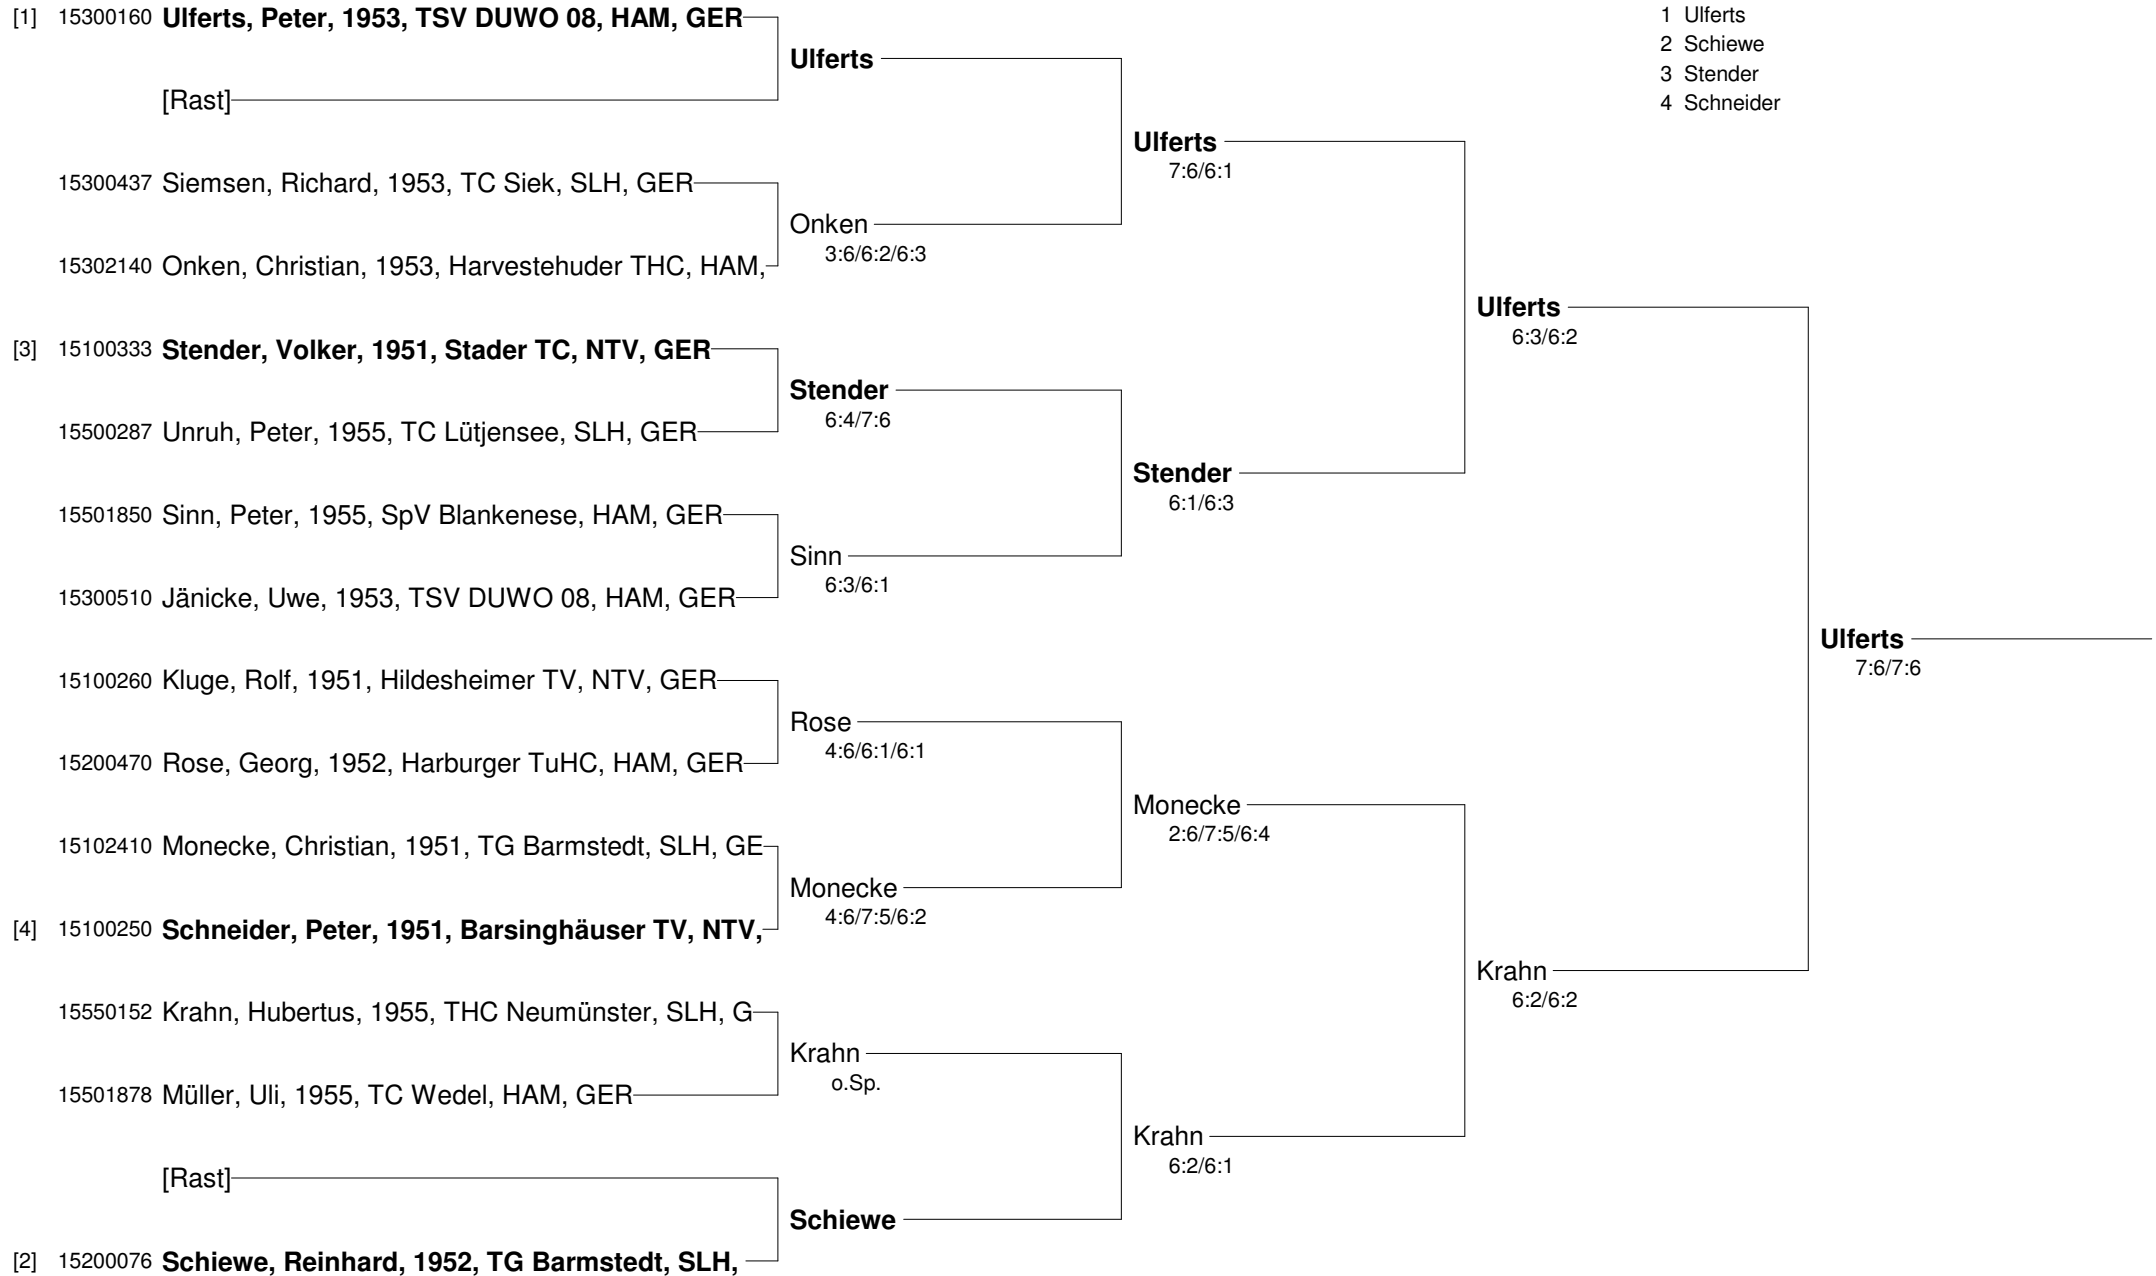 [1] 15300160 Ulferts, Peter, 1953, TSV DUWO 08, HAM, GER
[Rast]
15300437 Siemsen, Richard, 1953, TC Siek, SLH, GER
15302140 Onken, Christian, 1953, Harvestehuder THC, HAM,
[3] 15100333 Stender, Volker, 1951, Stader TC, NTV, GER
15500287 Unruh, Peter, 1955, TC Lütjensee, SLH, GER
15501850 Sinn, Peter, 1955, SpV Blankenese, HAM, GER
15300510 Jänicke, Uwe, 1953, TSV DUWO 08, HAM, GER
15100260 Kluge, Rolf, 1951, Hildesheimer TV, NTV, GER
15200470 Rose, Georg, 1952, Harburger TuHC, HAM, GER
15102410 Monecke, Christian, 1951, TG Barmstedt, SLH, GE
[4] 15100250 Schneider, Peter, 1951, Barsinghäuser TV, NTV,
15550152 Krahn, Hubertus, 1955, THC Neumünster, SLH, G
15501878 Müller, Uli, 1955, TC Wedel, HAM, GER
[Rast]
[2] 15200076 Schiewe, Reinhard, 1952, TG Barmstedt, SLH,
Ulferts
Onken
3:6/6:2/6:3
Stender
6:4/7:6
Sinn
6:3/6:1
Rose
4:6/6:1/6:1
Monecke
4:6/7:5/6:2
Krahn
o.Sp.
Schiewe
Ulferts
7:6/6:1
Stender
6:1/6:3
Monecke
2:6/7:5/6:4
Krahn
6:2/6:1
Ulferts
6:3/6:2
Krahn
6:2/6:2
Ulferts
7:6/7:6
1 Ulferts
2 Schiewe
3 Stender
4 Schneider